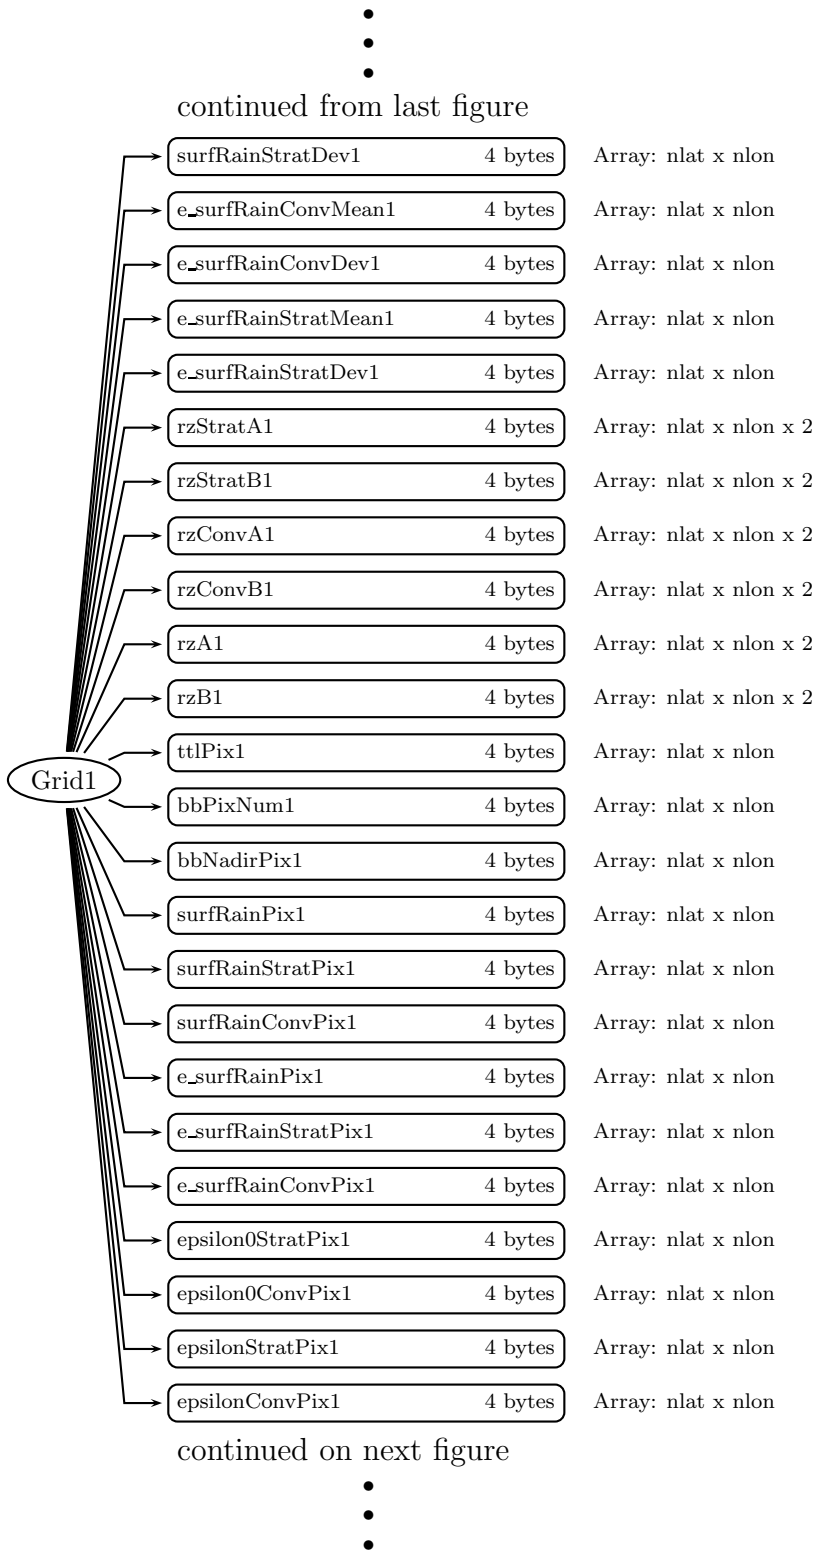 continued from last figure
surfRainStratDev1 4 bytes Array: nlat x nlon
e_surfRainConvMean1 4 bytes Array: nlat x nlon
e_surfRainConvDev1 4 bytes Array: nlat x nlon
e_surfRainStratMean1 4 bytes Array: nlat x nlon
e_surfRainStratDev1 4 bytes Array: nlat x nlon
rzStratA1 4 bytes Array: nlat x nlon x 2
rzStratB1 4 bytes Array: nlat x nlon x 2
rzConvA1 4 bytes Array: nlat x nlon x 2
rzConvB1 4 bytes Array: nlat x nlon x 2
rzA1 4 bytes Array: nlat x nlon x 2
rzB1 4 bytes Array: nlat x nlon x 2
ttlPix1 4 bytes Array: nlat x nlon
Grid1
bbPixNum1 4 bytes Array: nlat x nlon
bbNadirPix1 4 bytes Array: nlat x nlon
surfRainPix1 4 bytes Array: nlat x nlon
surfRainStratPix1 4 bytes Array: nlat x nlon
surfRainConvPix1 4 bytes Array: nlat x nlon
e_surfRainPix1 4 bytes Array: nlat x nlon
e_surfRainStratPix1 4 bytes Array: nlat x nlon
e_surfRainConvPix1 4 bytes Array: nlat x nlon
epsilon0StratPix1 4 bytes Array: nlat x nlon
epsilon0ConvPix1 4 bytes Array: nlat x nlon
epsilonStratPix1 4 bytes Array: nlat x nlon
epsilonConvPix1 4 bytes Array: nlat x nlon
continued on next figure